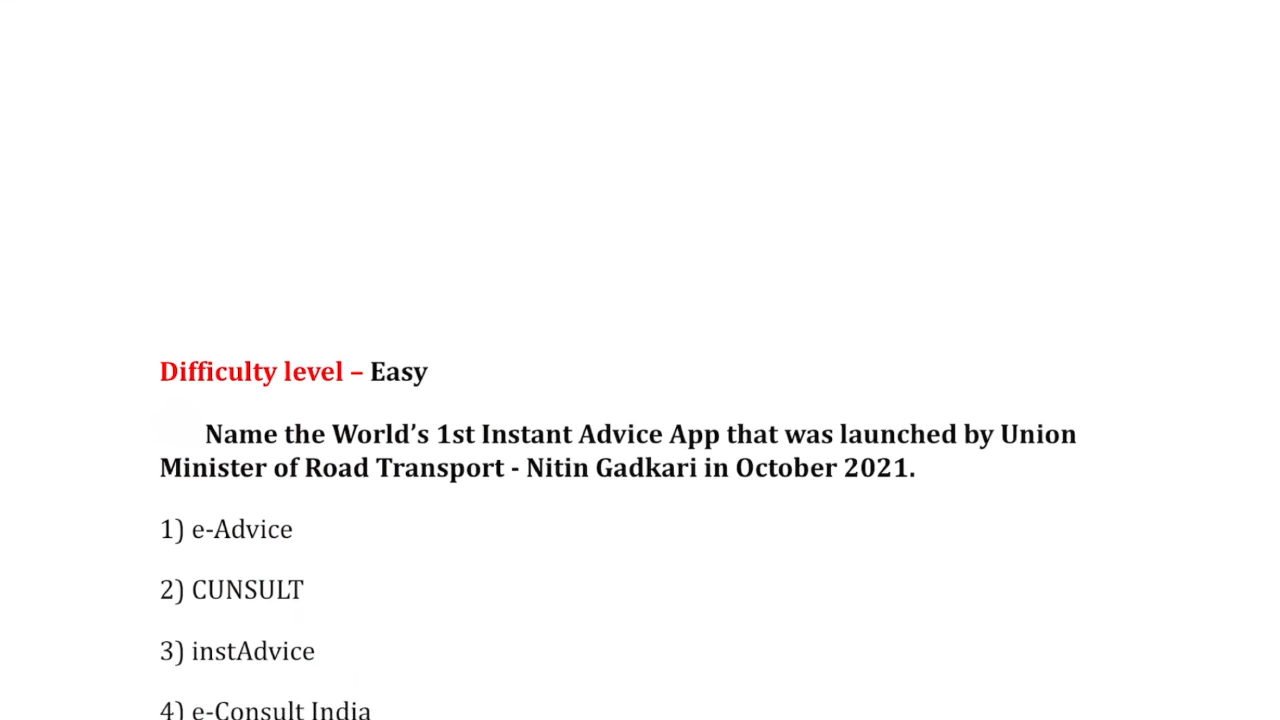 Difficulty level – Easy
Name the World’s 1st Instant Advice App that was launched by Union
Minister of Road Transport - Nitin Gadkari in October 2021.
1) e-Advice
2) CUNSULT
3) instAdvice
4) e-Consult India